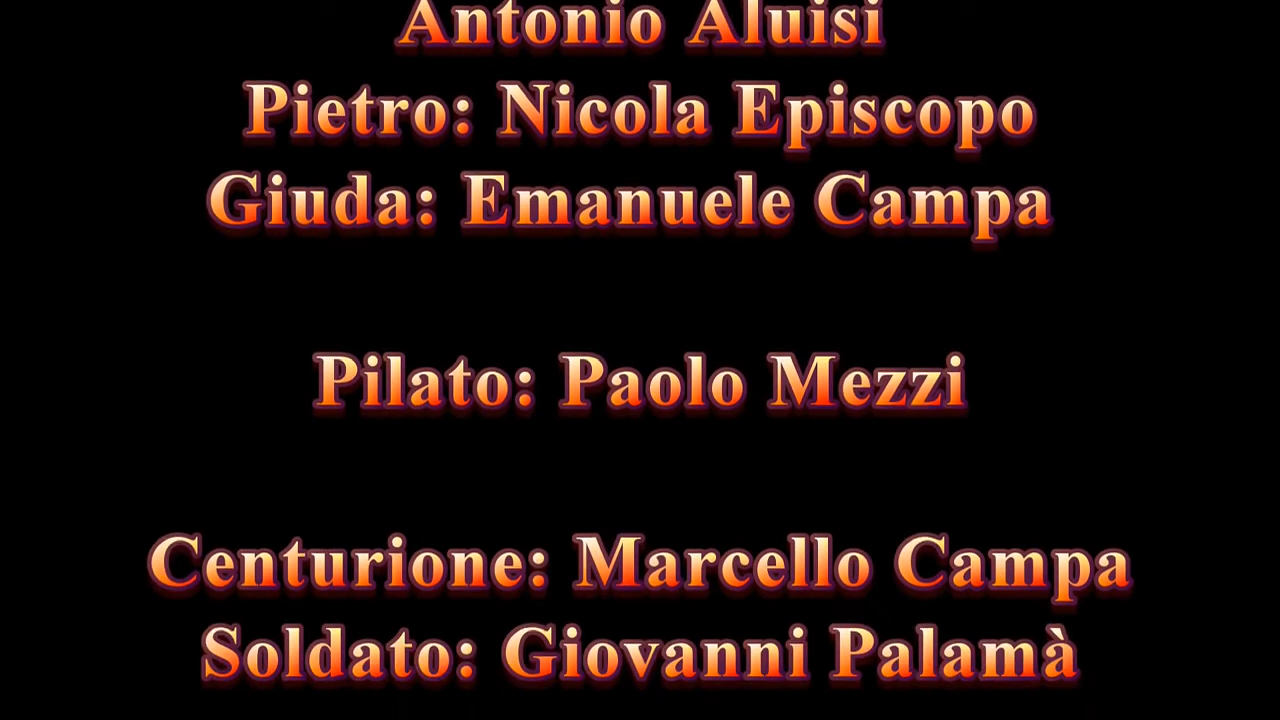 Antonio Aluisi
Pietro: Nicola Episcopo
Giuda: Emanuele Campa
Pilato: Paolo Mezzi
Centurione: Marcello Campa
Soldato: Giovanni Palamà